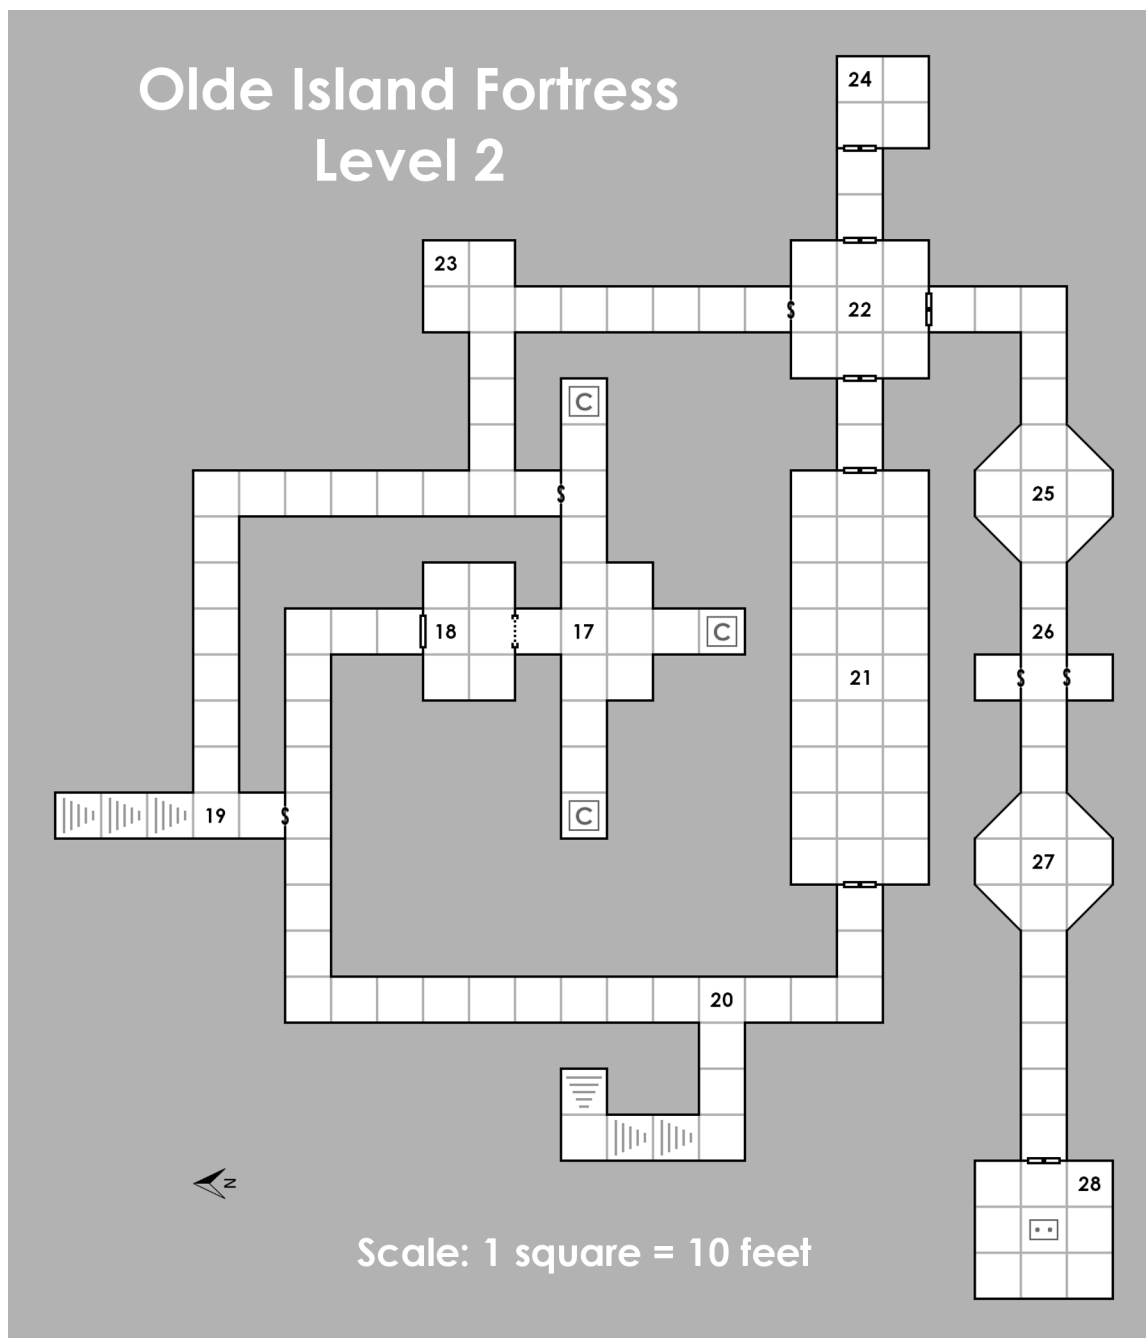 Olde Island Fortress
Level 2
24
23
22
C
25
S
S
18
17
C
26
21
S
S
19
S
C
27
20
N
28
Scale: 1 square = 10 feet